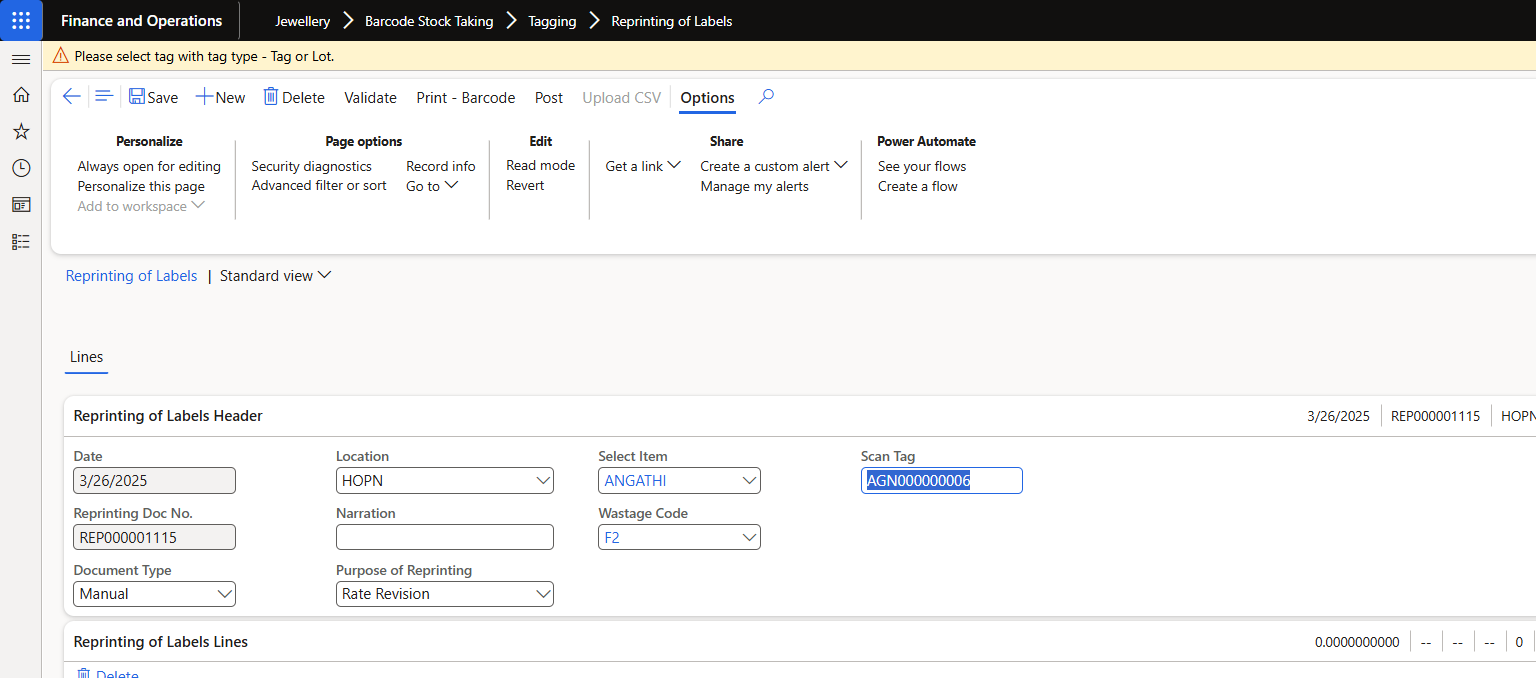 Finance and Operations Jewellery Barcode Stock Taking Tagging Reprinting of Labels
Please select tag with tag type - Tag or Lot.
Save New Delete Validate Print - Barcode Post Upload CSV Options
Personalize Page options Edit Share Power Automate
Always open for editing Security diagnostics Record info Read mode Get a link Create a custom alert See your flows
Personalize this page Advanced filter or sort Go to Revert Manage my alerts Create a flow
Add to workspace
Reprinting of Labels | Standard view
Lines
Reprinting of Labels Header 3/26/2025 REP000001115 HOPN
Date Location Select Item Scan Tag
3/26/2025 HOPN ANGATHI AGN000000006
Reprinting Doc No. Narration Wastage Code
REP000001115 F2
Document Type Purpose of Reprinting
Manual Rate Revision
Reprinting of Labels Lines 0.0000000000 -- -- -- 0
Delete